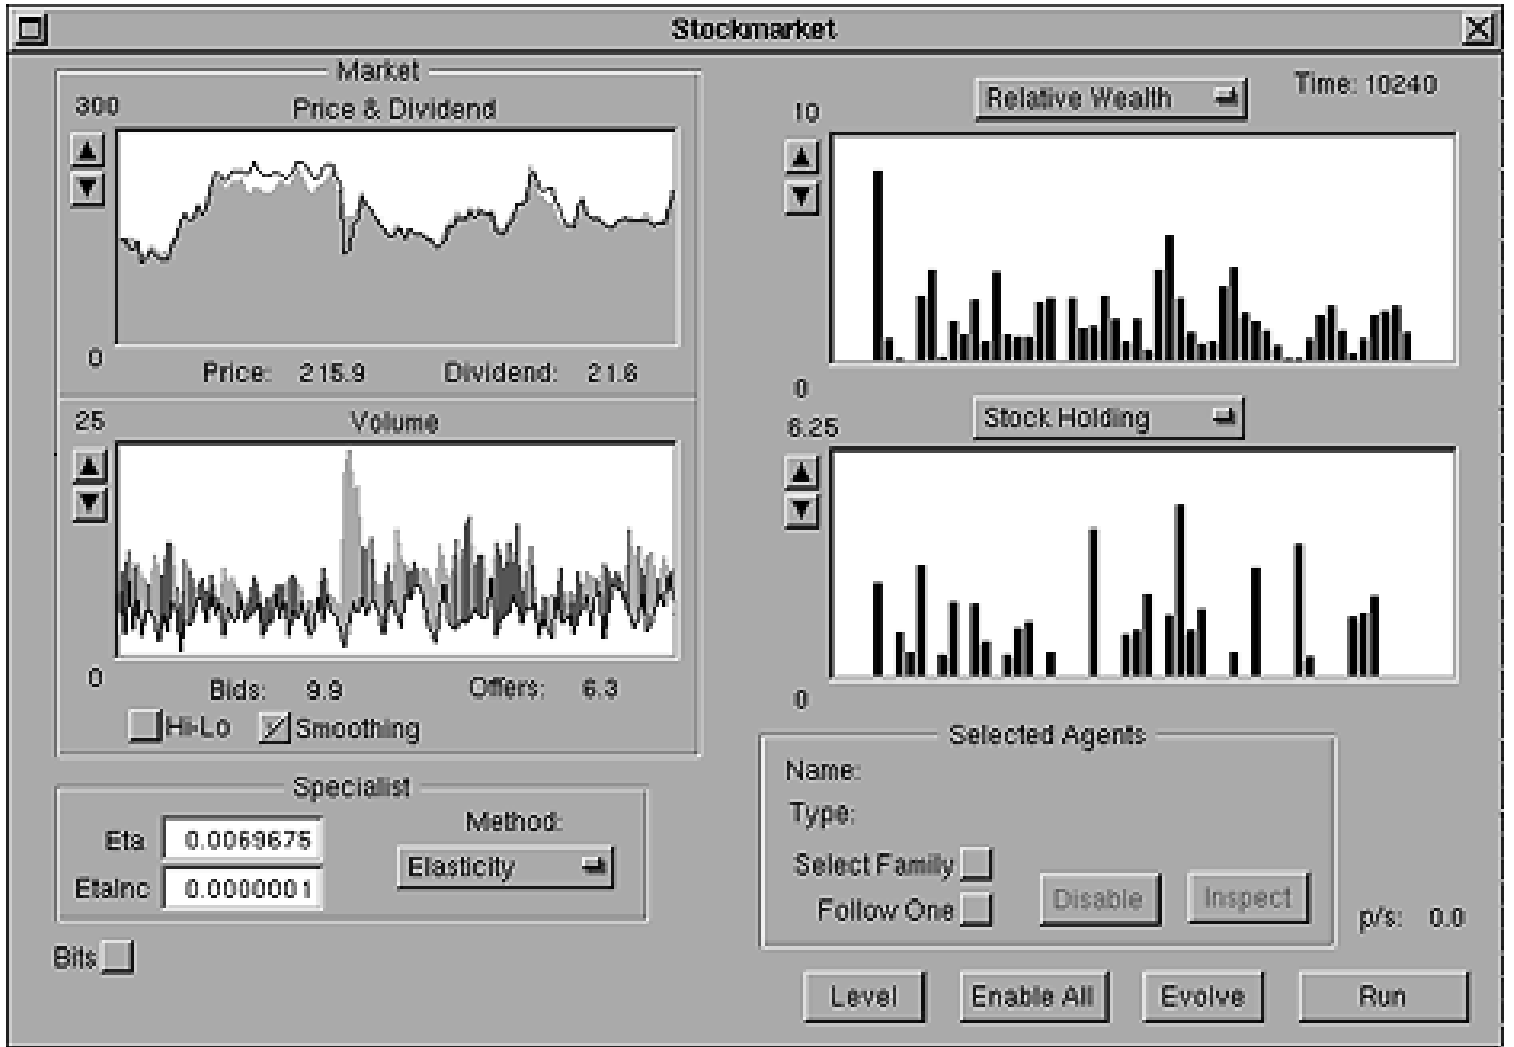 Stockmarket
Market
300 Price & Dividend
0
Price: 215.9 Dividend: 21.6
25 Volume
0
Bids: 9.9 Offers: 6.3
Hi-Lo Smoothing
Specialist
Eta 0.0069675
EtaInc 0.0000001
Method:
Elasticity
Bits
Time: 10240
10 Relative Wealth
0
6.25 Stock Holding
0
Selected Agents
Name:
Type:
Select Family
Follow One
Disable Inspect
p/s: 0.0
Level Enable All Evolve Run